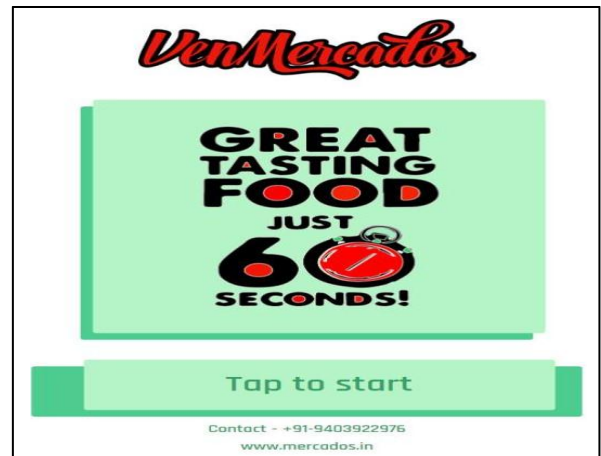 VenMercados
GREAT
TASTING
FOOD
JUST
60
SECONDS!
Tap to start
Contact - +91-9403922976
www.mercados.in